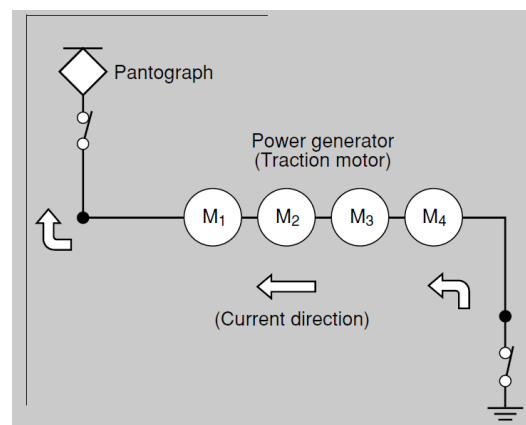 Pantograph
Power generator
(Traction motor)
M1 M2 M3 M4
(Current direction)